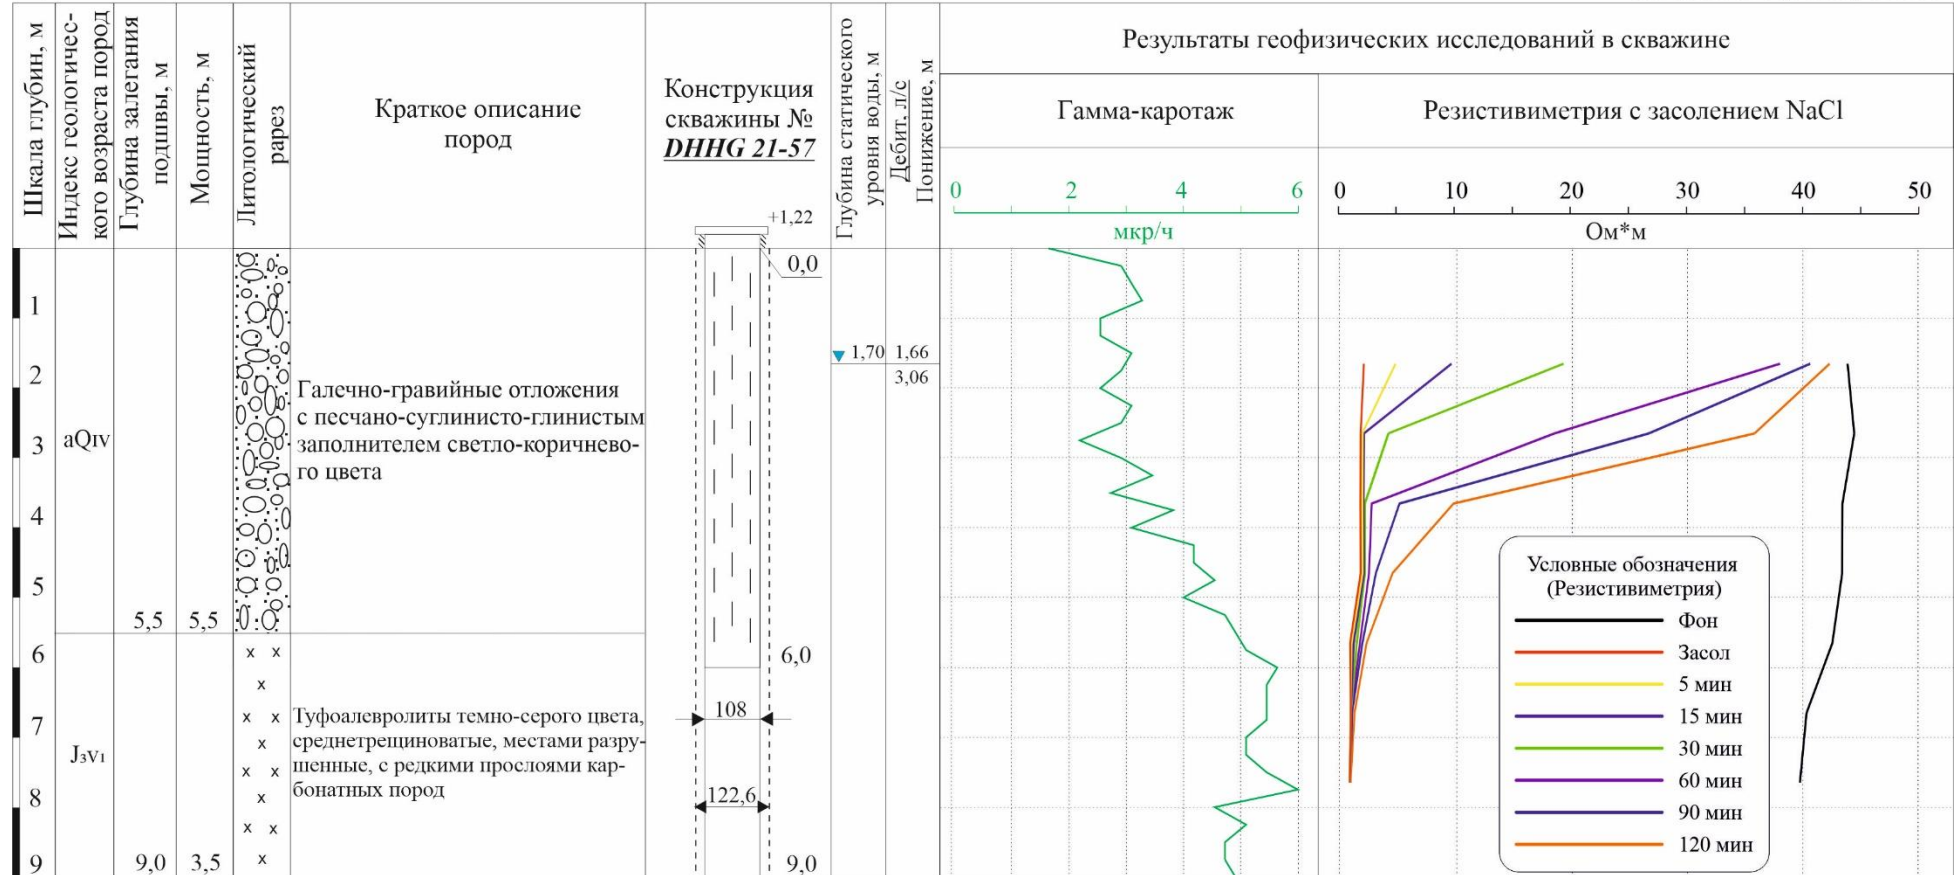 Шкала глубин, м
Индекс геологичес-
кого возраста пород
Глубина залегания
подшвы, м
Мощность, м
Литологический
рарез
Краткое описание
пород
Конструкция
скважины №
DHHG 21-57
Глубина статического
уровня воды, м
Дебит. л/с
Понижение, м
Результаты геофизических исследований в скважине
Гамма-каротаж
Резистивиметрия с засолением NaCl
0 2 4 6
мкр/ч
0 10 20 30 40 50
Ом*м
+1,22
0,0
1
2
3
4
5
6
7
8
9
aQIV
5,5
5,5
Галечно-гравийные отложения
с песчано-суглинисто-глинистым
заполнителем светло-коричнево-
го цвета
1,70
1,66
3,06
6,0
J₃v₁
9,0
3,5
Туфоалевролиты темно-серого цвета,
среднетрещиноватые, местами разру-
шенные, с редкими прослоями кар-
бонатных пород
108
122,6
9,0
Условные обозначения
(Резистивиметрия)
Фон
Засол
5 мин
15 мин
30 мин
60 мин
90 мин
120 мин